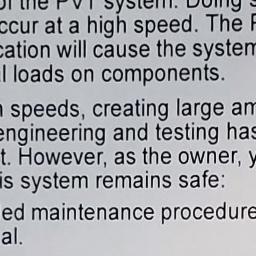 of the PVT system. Doing
ccur at a high speed. The
cation will cause the system
l loads on components.
speeds, creating large am
engineering and testing has
t. However, as the owner, y
is system remains safe:
ed maintenance procedure
al.